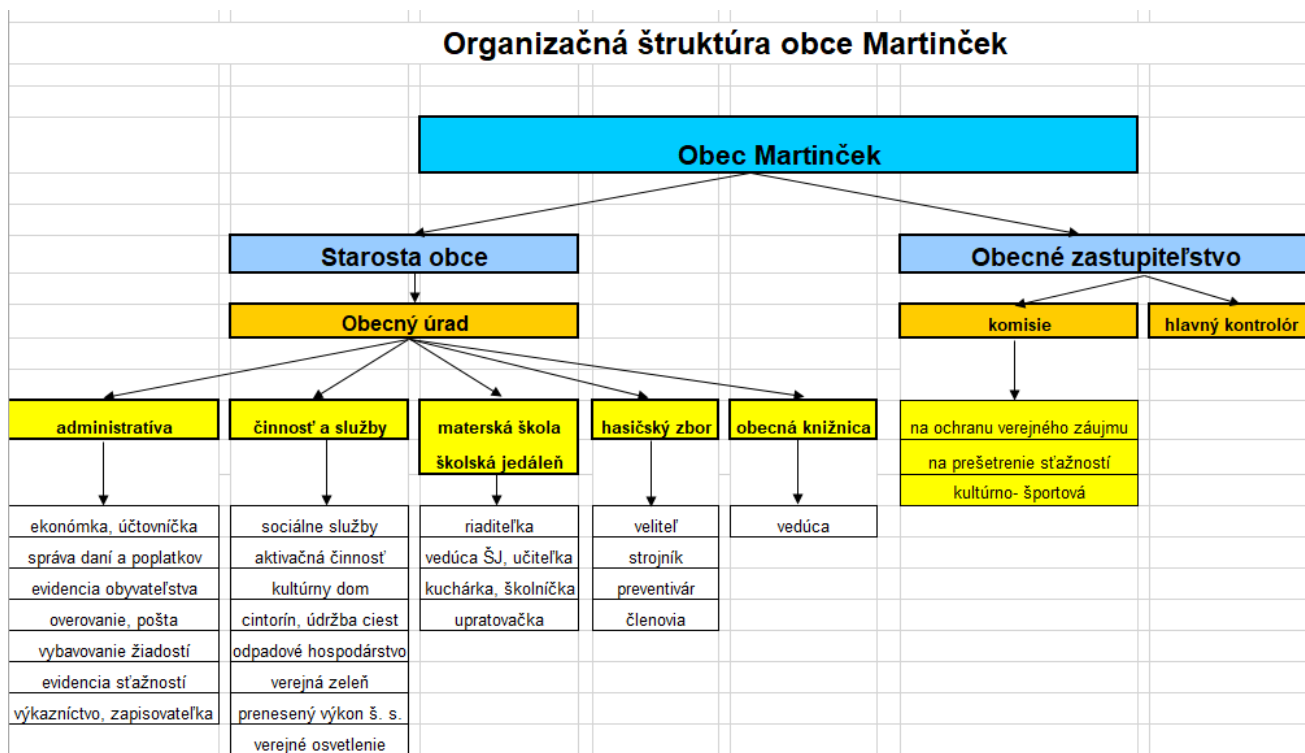 Organizačná štruktúra obce Martinček
Obec Martinček
Starosta obce
Obecné zastupiteľstvo
Obecný úrad
komisie
hlavný kontrolór
administratíva
činnosť a služby
materská škola
školská jedáleň
hasičský zbor
obecná knižnica
na ochranu verejného záujmu
na prešetrenie sťažností
kultúrno- športová
ekonómka, účtovníčka
správa daní a poplatkov
evidencia obyvateľstva
overovanie, pošta
vybavovanie žiadostí
evidencia sťažností
výkazníctvo, zapisovateľka
sociálne služby
aktivačná činnosť
kultúrny dom
cintorín, údržba ciest
odpadové hospodárstvo
verejná zeleň
prenesený výkon š. s.
verejné osvetlenie
riaditeľka
vedúca ŠJ, učiteľka
kuchárka, školníčka
upratovačka
veliteľ
strojník
preventivár
členovia
vedúca